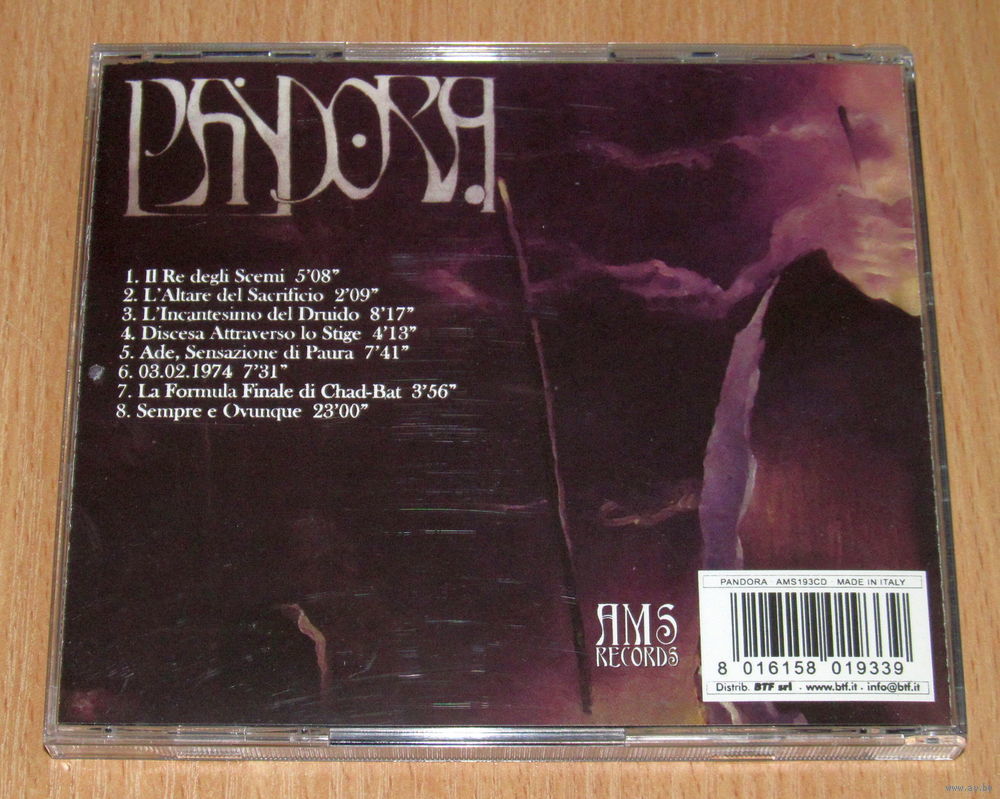 PANDORA
1. Il Re degli Scemi 5'08"
2. L'Altare del Sacrificio 2'09"
3. L'Incantesimo del Druido 8'17"
4. Discesa Attraverso lo Stige 4'13"
5. Ade, Sensazione di Paura 7'41"
6. 03.02.1974 7'31"
7. La Formula Finale di Chad-Bat 3'56"
8. Sempre e Ovunque 23'00"
AMS
RECORDS
PANDORA AMS193CD MADE IN ITALY
8 016158 019339
Distrib. BTF srl · www.btf.it · info@btf.it
www.ay.by